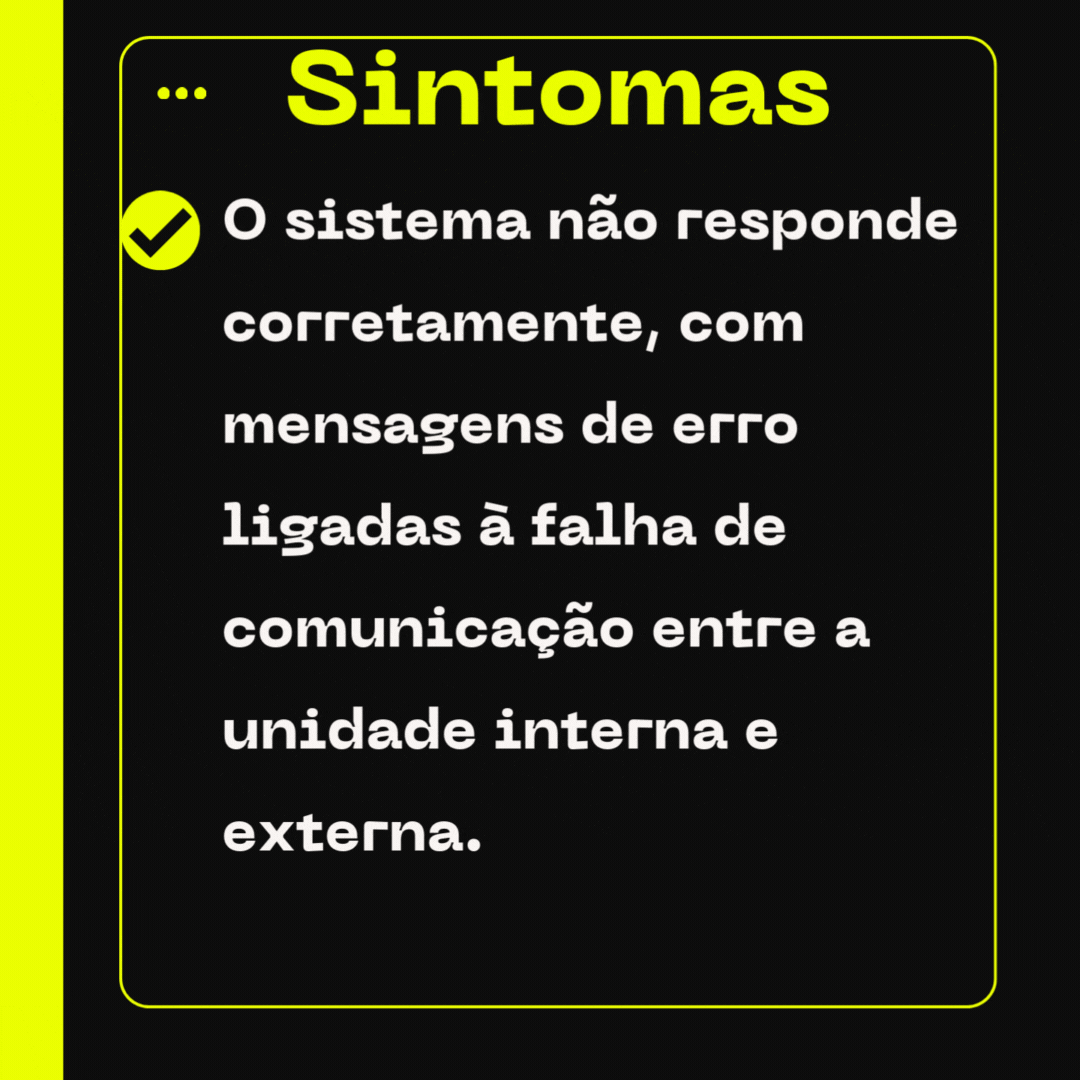 Sintomas
O sistema não responde
corretamente, com
mensagens de erro
ligadas à falha de
comunicação entre a
unidade interna e
externa.